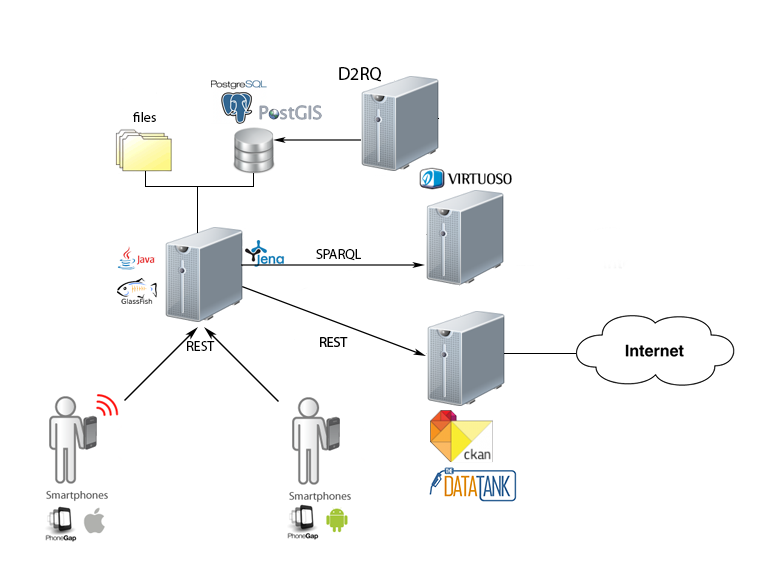 D2RQ
PostgreSQL
PostGIS
files
VIRTUOSO
Java
jena
SPARQL
GlassFish
REST
REST
Internet
ckan
DATATANK
Smartphones
Smartphones
PhoneGap
PhoneGap